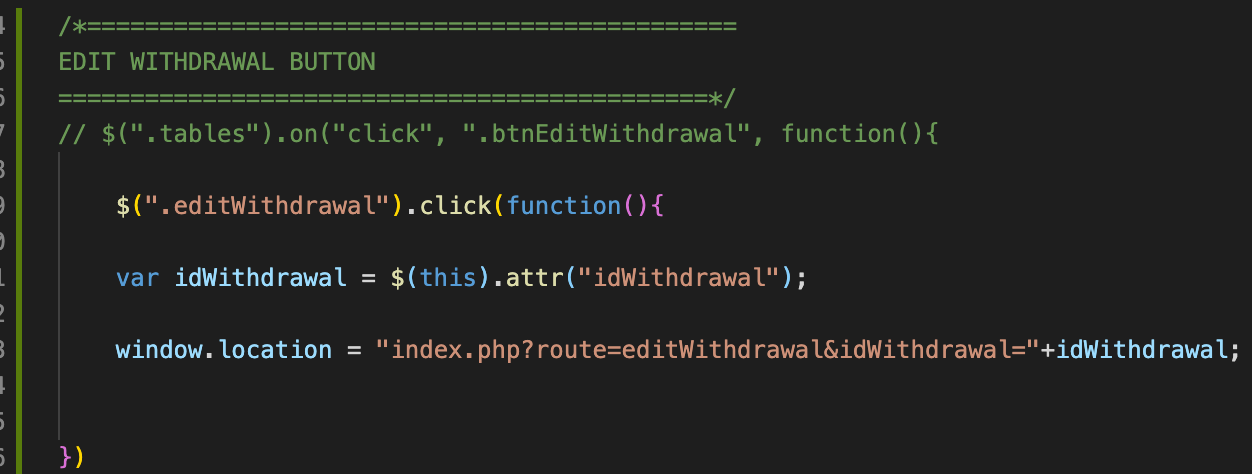 /*=============================================
EDIT WITHDRAWAL BUTTON
=============================================*/
// $(".tables").on("click", ".btnEditWithdrawal", function(){
$(".editWithdrawal").click(function(){
var idWithdrawal = $(this).attr("idWithdrawal");
window.location = "index.php?route=editWithdrawal&idWithdrawal="+idWithdrawal;
})